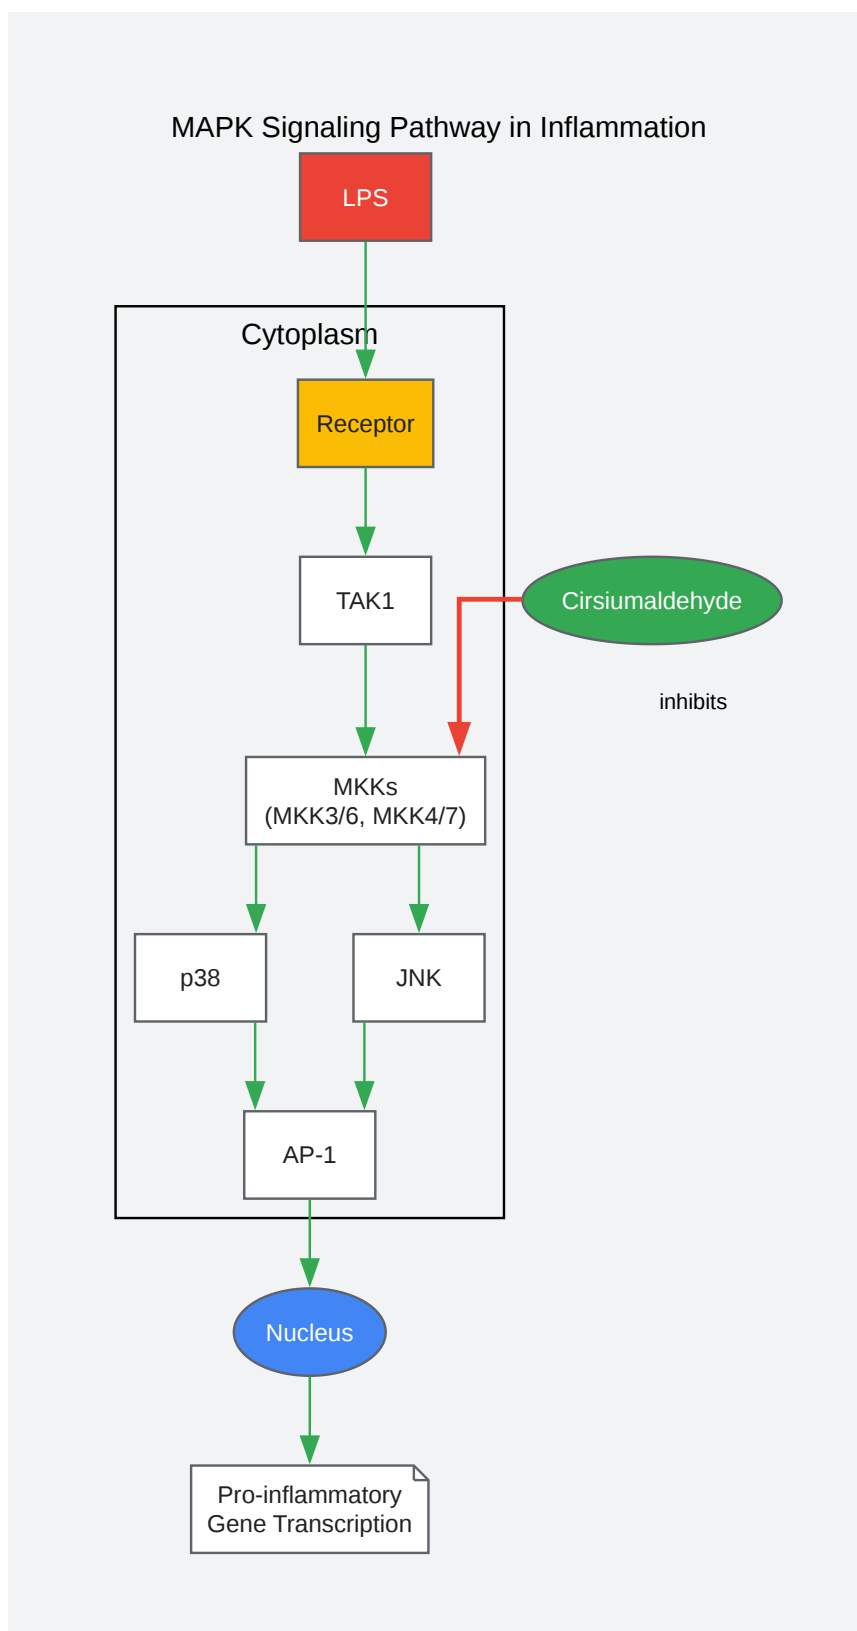 MAPK Signaling Pathway in Inflammation
LPS
Cytoplasm
Receptor
TAK1
Cirsiumaldehyde
inhibits
MKKs
(MKK3/6, MKK4/7)
p38
JNK
AP-1
Nucleus
Pro-inflammatory
Gene Transcription